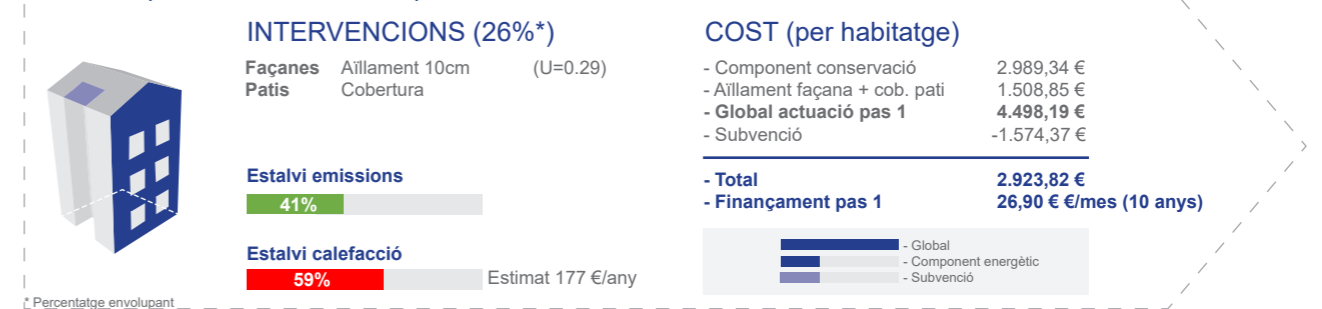 INTERVENCIONS (26%*)
Façanes Aïllament 10cm (U=0.29)
Patis Cobertura
Estalvi emissions
41%
Estalvi calefacció
59% Estimat 177 €/any
* Percentatge envolupant
COST (per habitatge)
- Component conservació 2.989,34 €
- Aïllament façana + cob. pati 1.508,85 €
- Global actuació pas 1 4.498,19 €
- Subvenció -1.574,37 €
- Total 2.923,82 €
- Finançament pas 1 26,90 € €/mes (10 anys)
- Global
- Component energètic
- Subvenció